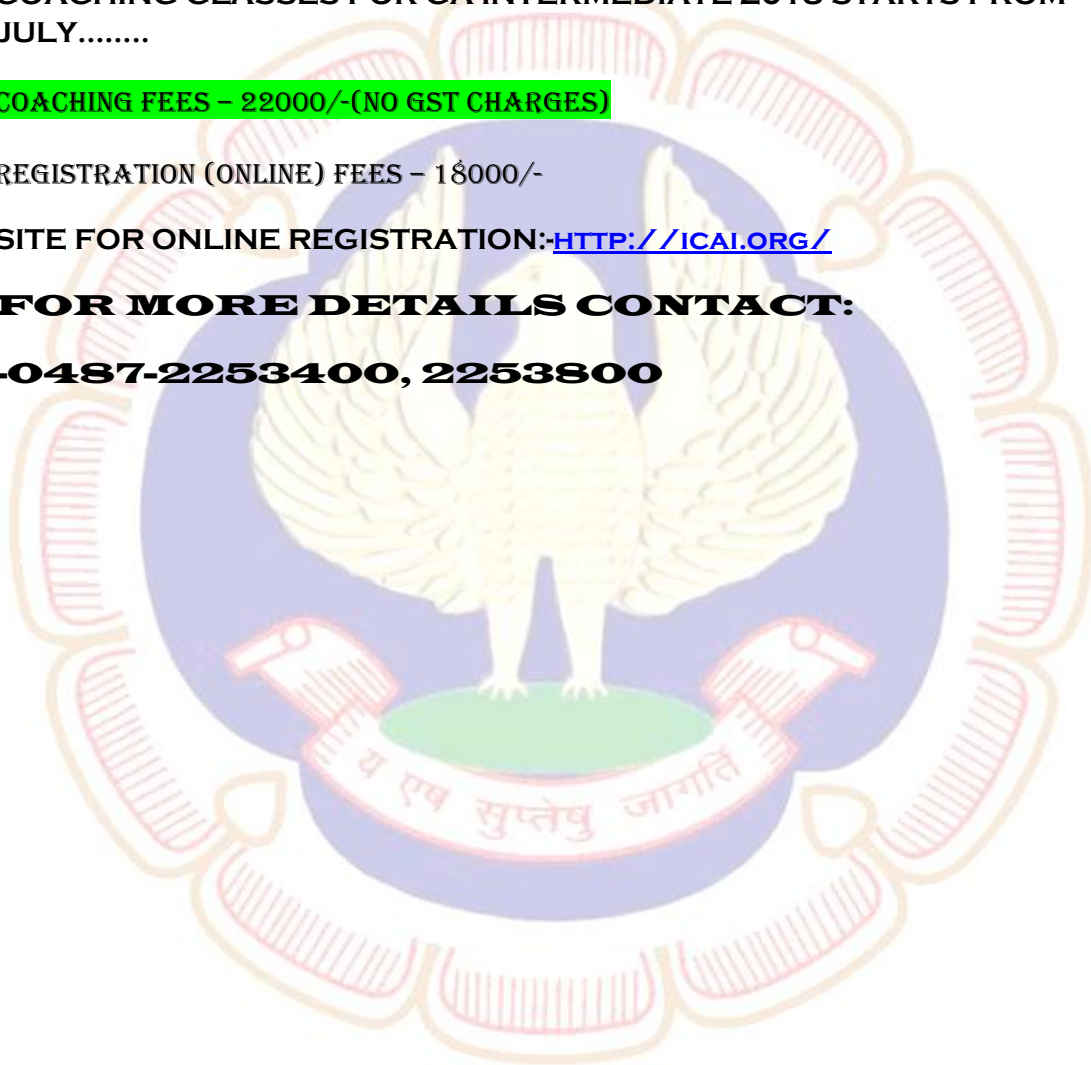 COACHING CLASSES FOR CA INTERMEDIATE 2018 STARTS FROM
JULY........
COACHING FEES – 22000/-(NO GST CHARGES)
REGISTRATION (ONLINE) FEES – 18000/-
SITE FOR ONLINE REGISTRATION:-HTTP://ICAI.ORG/
FOR MORE DETAILS CONTACT:
-0487-2253400, 2253800
य एष सुप्तेषु जागर्ति